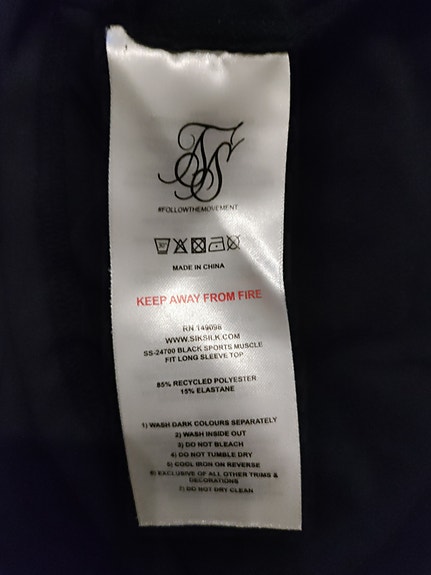 #FOLLOWTHEMOVEMENT
30°
MADE IN CHINA
KEEP AWAY FROM FIRE
RN 149098
WWW.SIKSILK.COM
SS-24700 BLACK SPORTS MUSCLE
FIT LONG SLEEVE TOP
85% RECYCLED POLYESTER
15% ELASTANE
1) WASH DARK COLOURS SEPARATELY
2) WASH INSIDE OUT
3) DO NOT BLEACH
4) DO NOT TUMBLE DRY
5) COOL IRON ON REVERSE
6) EXCLUSIVE OF ALL OTHER TRIMS &
DECORATIONS
7) DO NOT DRY CLEAN